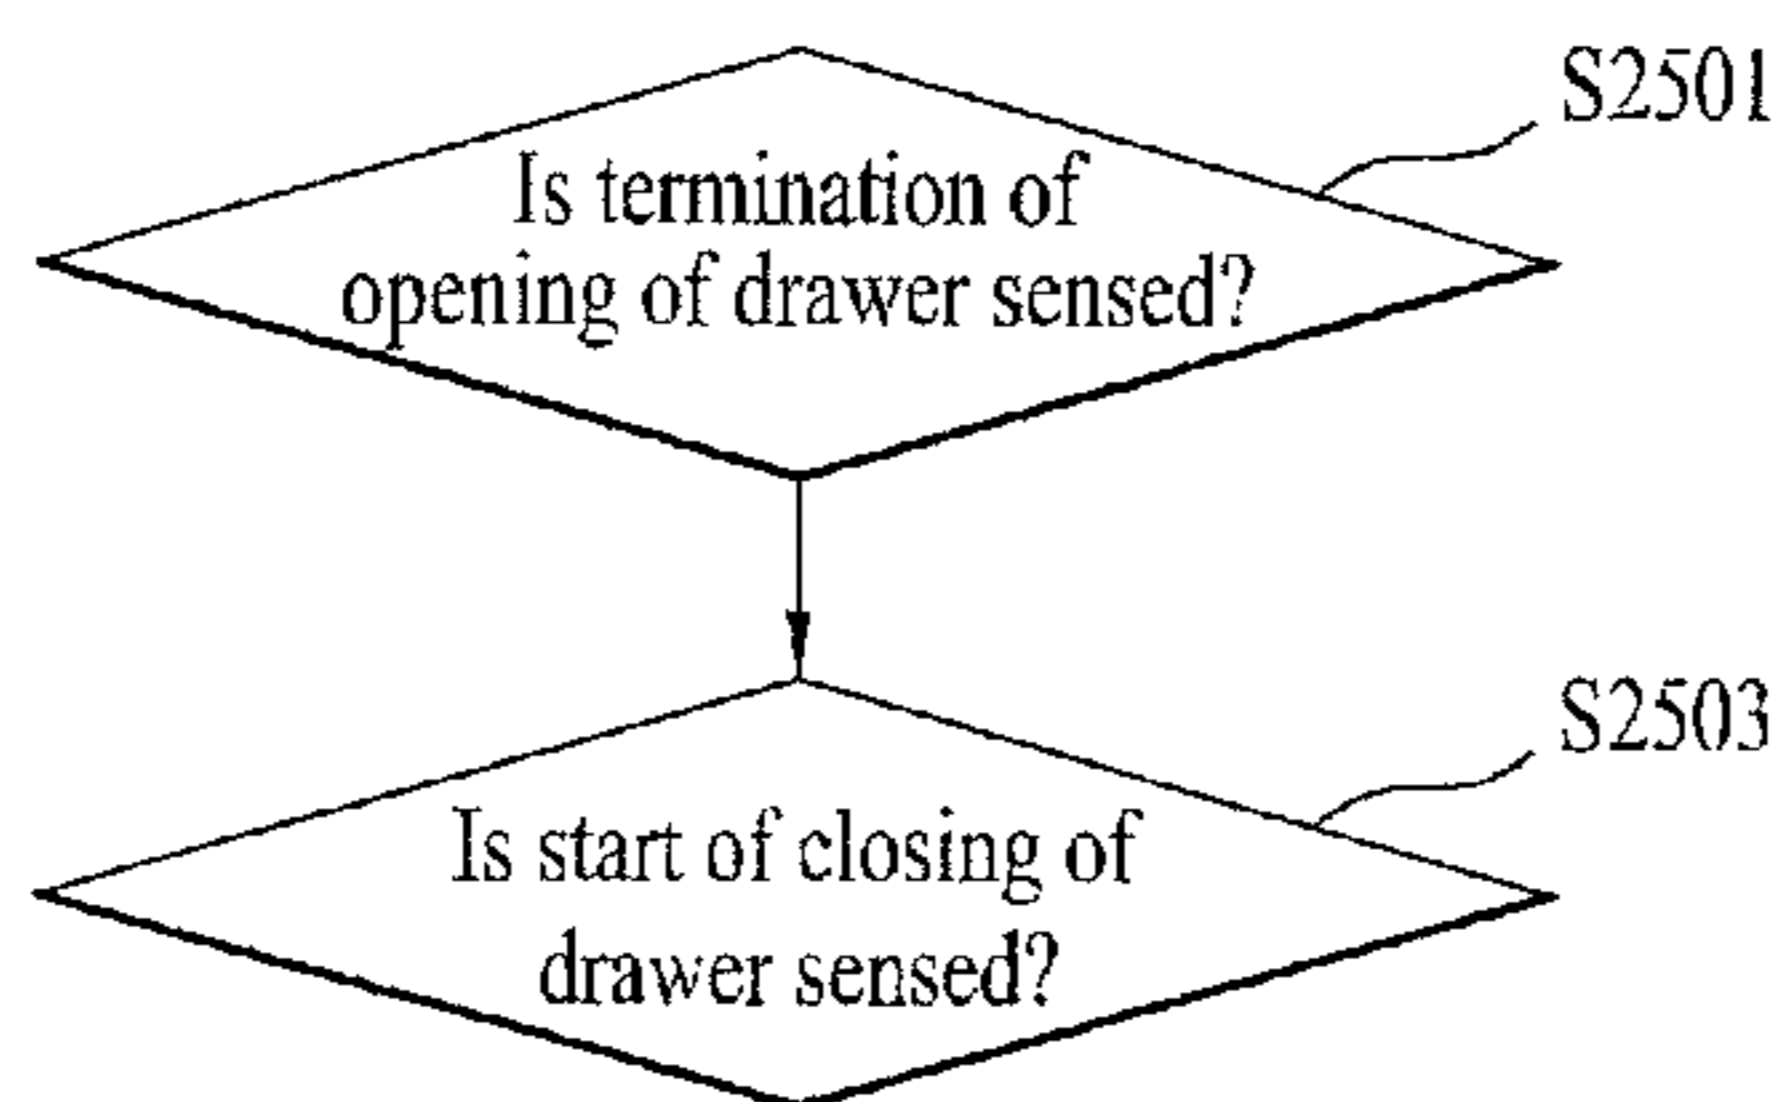 S2501
Is termination of
opening of drawer sensed?
S2503
Is start of closing of
drawer sensed?